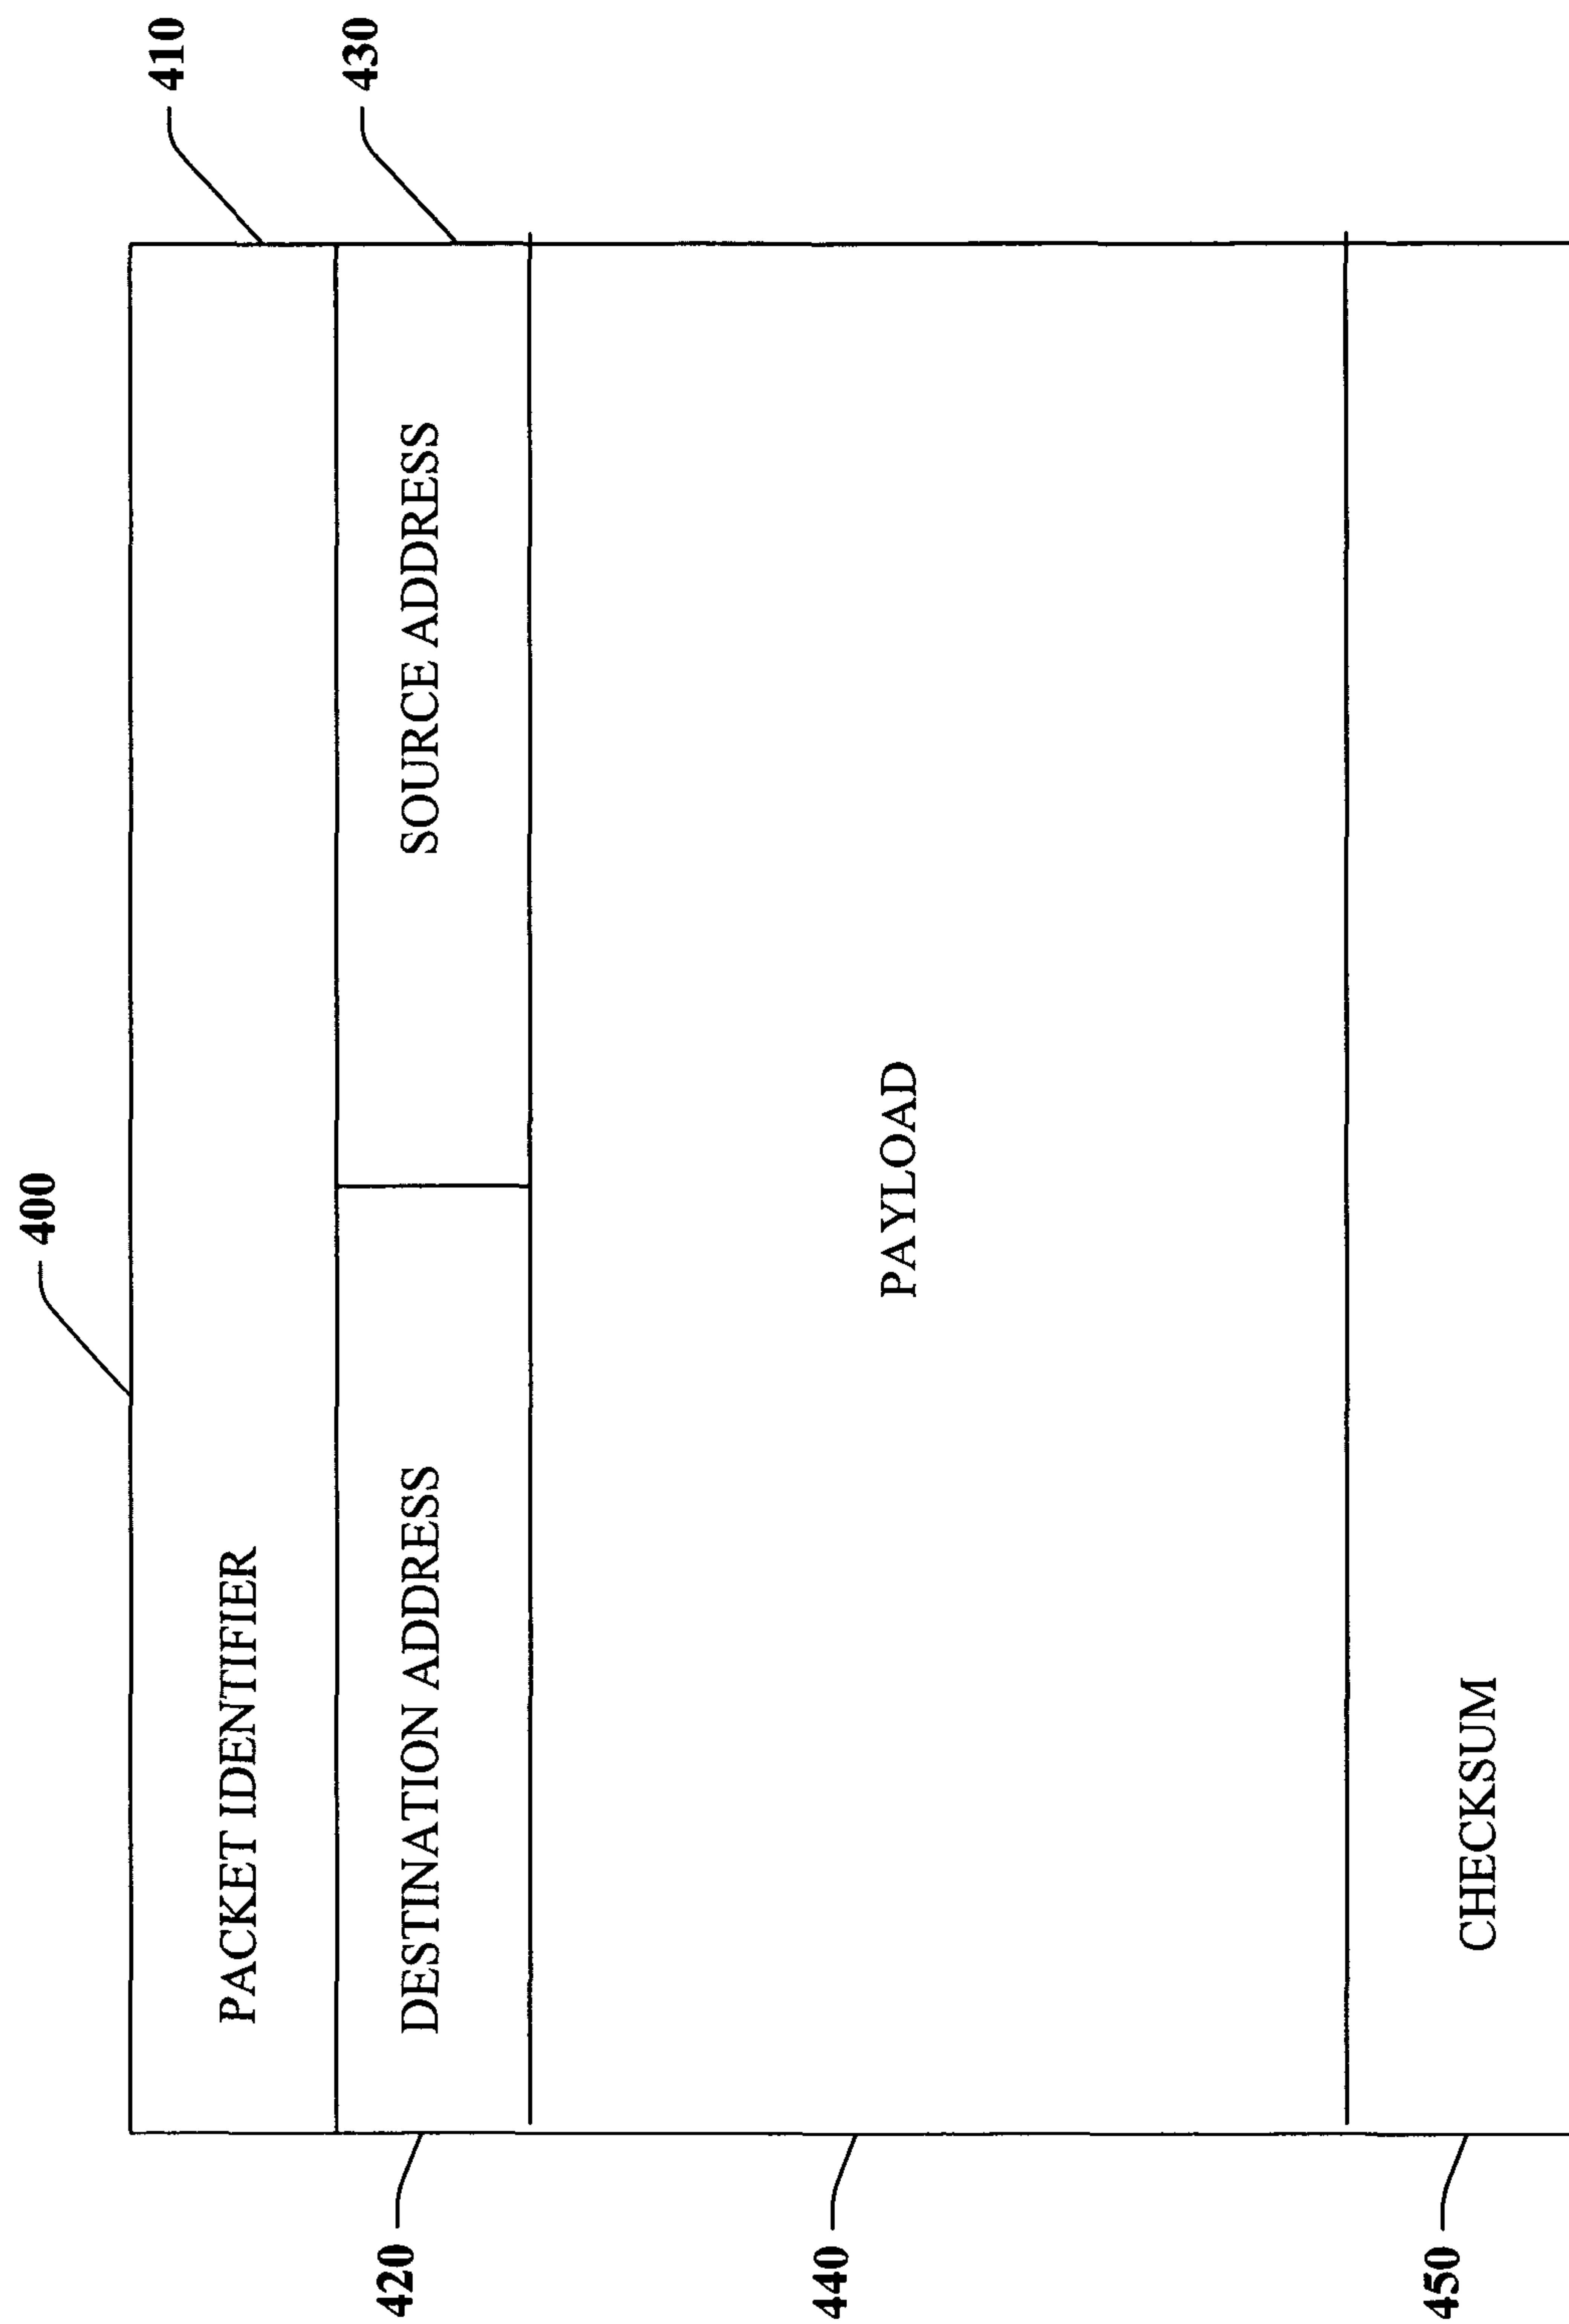 400
PACKET IDENTIFIER
410
420
DESTINATION ADDRESS
SOURCE ADDRESS
430
440
PAYLOAD
450
CHECKSUM